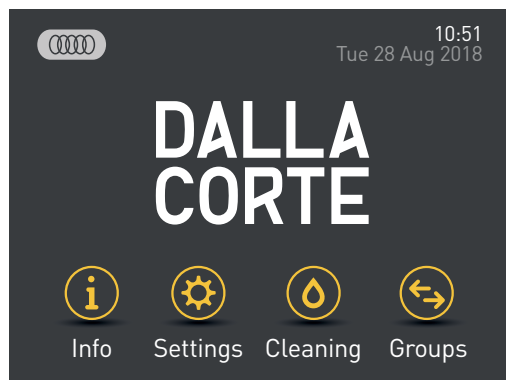 10:51
Tue 28 Aug 2018
DALLA
CORTE
Info Settings Cleaning Groups